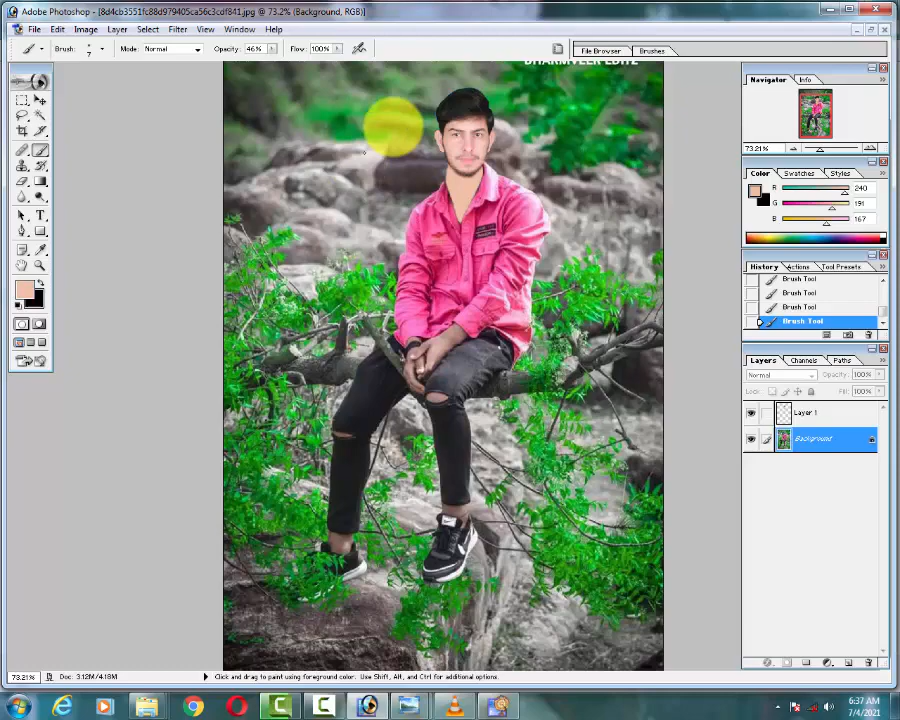 Adobe Photoshop - [8d4cb3551fc88d979405ca56c3cdf841.jpg @ 73.2% (Background, RGB)]
File Edit Image Layer Select Filter View Window Help
Brush: 7 Mode: Normal Opacity: 46% Flow: 100% File Browser Brushes
DHARMVEER EDITZ
Navigator Info
73.21%
Color Swatches Styles
R 240
G 191
B 167
History Actions Tool Presets
Brush Tool
Brush Tool
Brush Tool
Brush Tool
Layers Channels Paths
Normal Opacity: 100%
Lock: Fill: 100%
Layer 1
Background
73.21% Doc: 3.12M/4.18M Click and drag to paint using foreground color. Use Shift, Alt, and Ctrl for additional options.
6:37 AM
7/4/2021